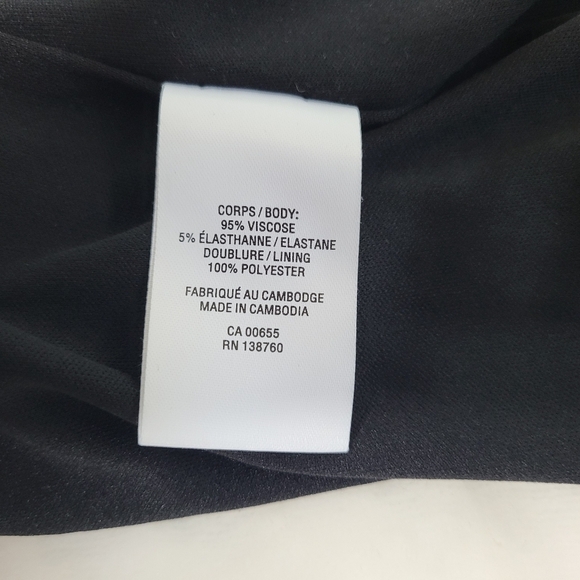 CORPS / BODY:
95% VISCOSE
5% ÉLASTHANNE / ELASTANE
DOUBLURE / LINING
100% POLYESTER
FABRIQUÉ AU CAMBODGE
MADE IN CAMBODIA
CA 00655
RN 138760